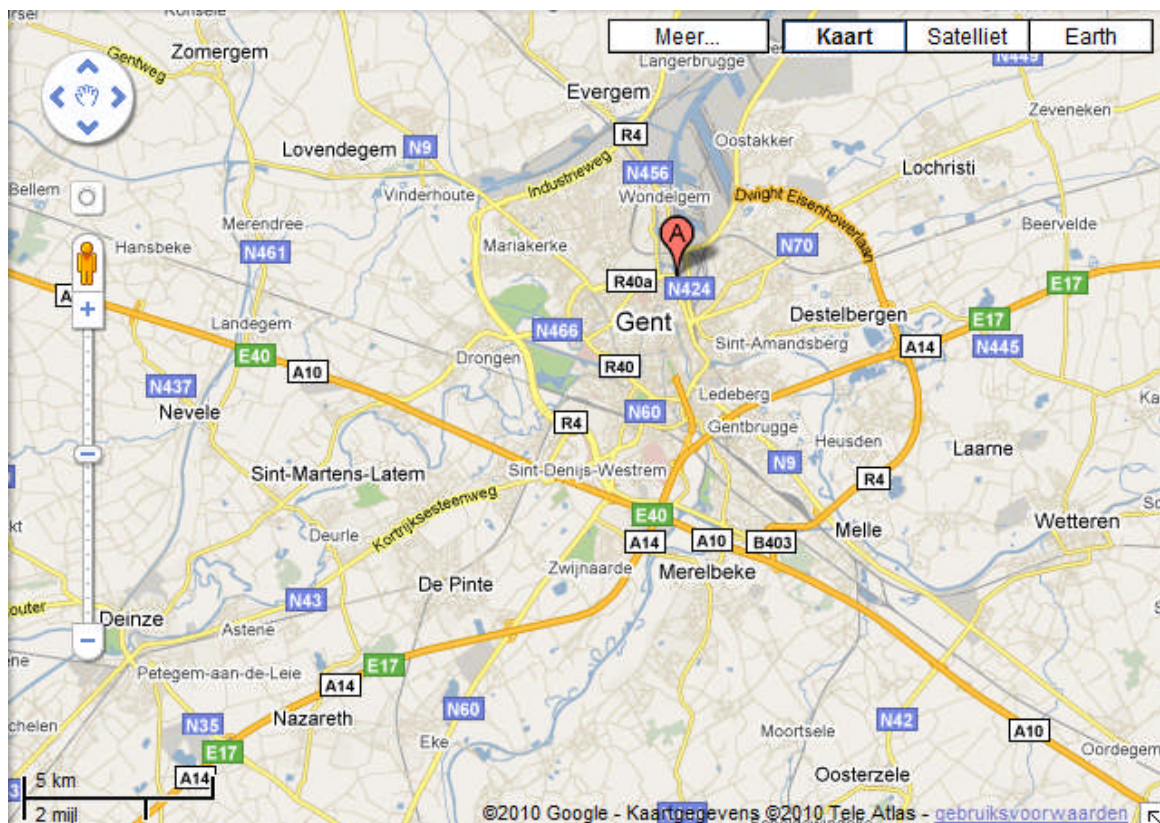 Konsele
Meer...
Kaart
Satelliet
Earth
Zomergem
Gentweg
Langerbrugge
N449
Evergem
Zeveneken
R4
Oostakker
Lovendegem
N9
Industrieweg
N456
Lochristi
Bellem
Vinderhoute
Wondelgem
Dwight Eisenhowerlaan
Merendree
Beervelde
Hansbeke
N461
Mariakerke
A
N70
R40a
N424
E17
Landegem
N466
Gent
Destelbergen
E17
Sint-Amandsberg
A14
N445
E40
A10
Drongen
R40
N437
Nevele
N60
Ledeberg
R4
Gentbrugge
Heusden
Laarne
Sint-Martens-Latem
Sint-Denijs-Westrem
N9
R4
Kortrijksesteenweg
E40
Wetteren
Deurle
A14
A10
B403
Melle
Zwijnaarde
Merelbeke
De Pinte
N43
Deinze
Astene
Petegem-aan-de-Leie
E17
A14
Nazareth
N60
N35
Eke
N42
Moortsele
A10
E17
Oordegem
A14
Oosterzele
5 km
2 mijl
©2010 Google - Kaartgegevens ©2010 Tele Atlas - gebruiksvoorwaarden